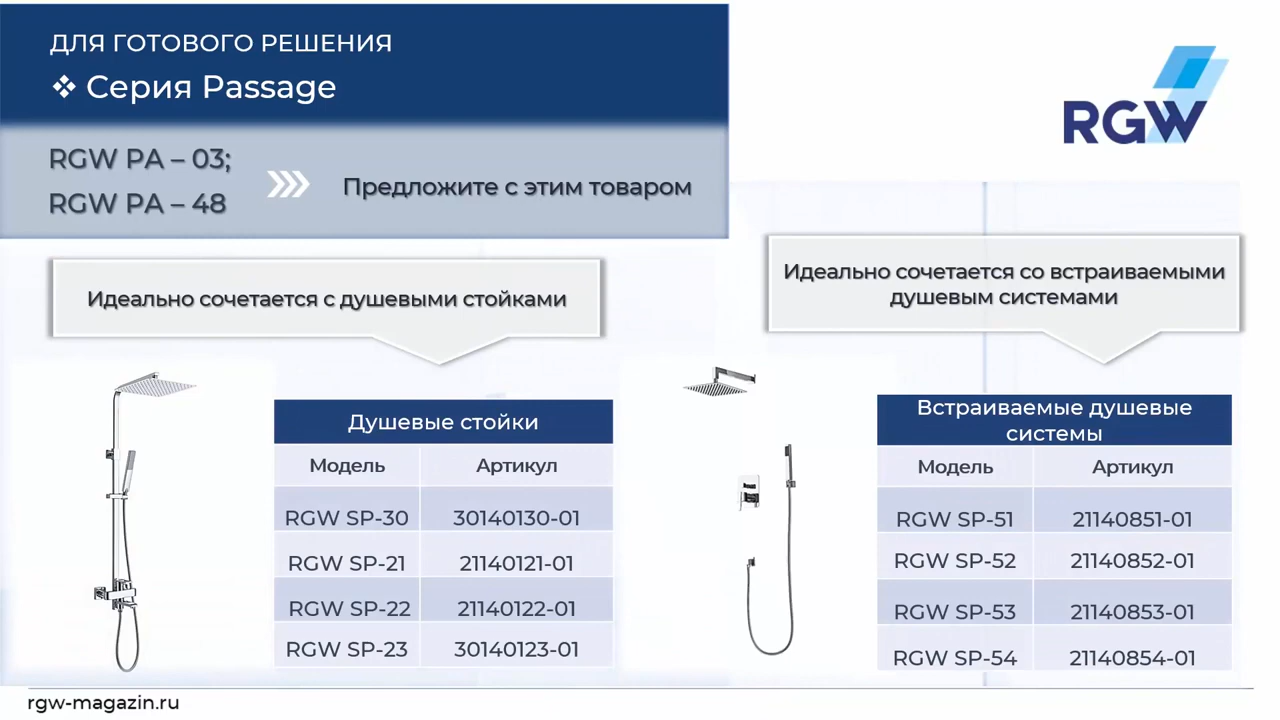 ДЛЯ ГОТОВОГО РЕШЕНИЯ
❖ Серия Passage
RGW
RGW PA – 03;
RGW PA – 48
Предложите с этим товаром
Идеально сочетается с душевыми стойками
Идеально сочетается со встраиваемыми
душевым системами
Душевые стойки
Модель Артикул
RGW SP-30 30140130-01
RGW SP-21 21140121-01
RGW SP-22 21140122-01
RGW SP-23 30140123-01
Встраиваемые душевые
системы
Модель Артикул
RGW SP-51 21140851-01
RGW SP-52 21140852-01
RGW SP-53 21140853-01
RGW SP-54 21140854-01
rgw-magazin.ru